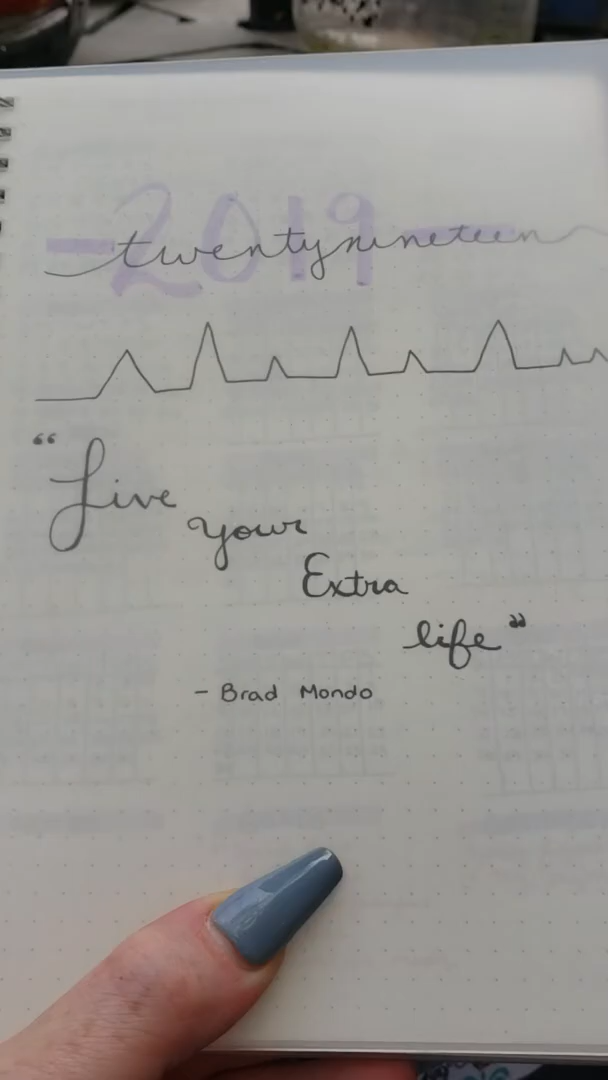 2019
twentynineteen
“Live
your
Extra
life”
- Brad Mondo